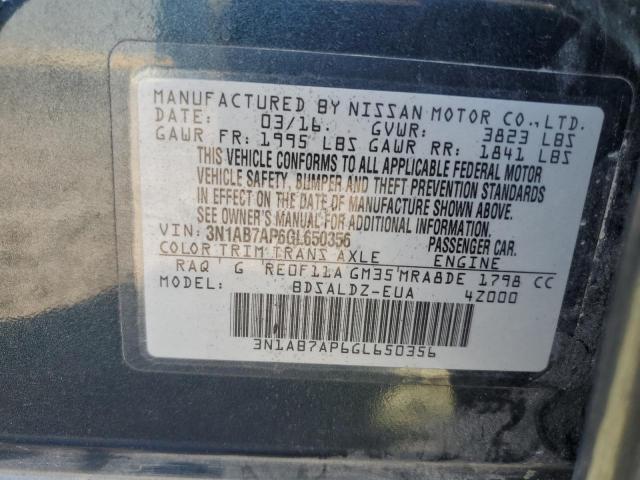 MANUFACTURED BY NISSAN MOTOR CO., LTD.
DATE: 03/16. GVWR: 3823 LBS
GAWR FR: 1995 LBS GAWR RR: 1841 LBS
THIS VEHICLE CONFORMS TO ALL APPLICABLE FEDERAL MOTOR
VEHICLE SAFETY, BUMPER AND THEFT PREVENTION STANDARDS
IN EFFECT ON THE DATE OF MANUFACTURE SHOWN ABOVE.
SEE OWNER'S MANUAL FOR ADDITIONAL INFORMATION
VIN: 3N1AB7AP6GL650356 PASSENGER CAR.
COLOR TRIM TRANS AXLE ENGINE
RAQ G RE0F11A GM35 MRA8DE 1798 CC
MODEL: BDSALDZ-EUA 4Z000
3N1AB7AP6GL650356